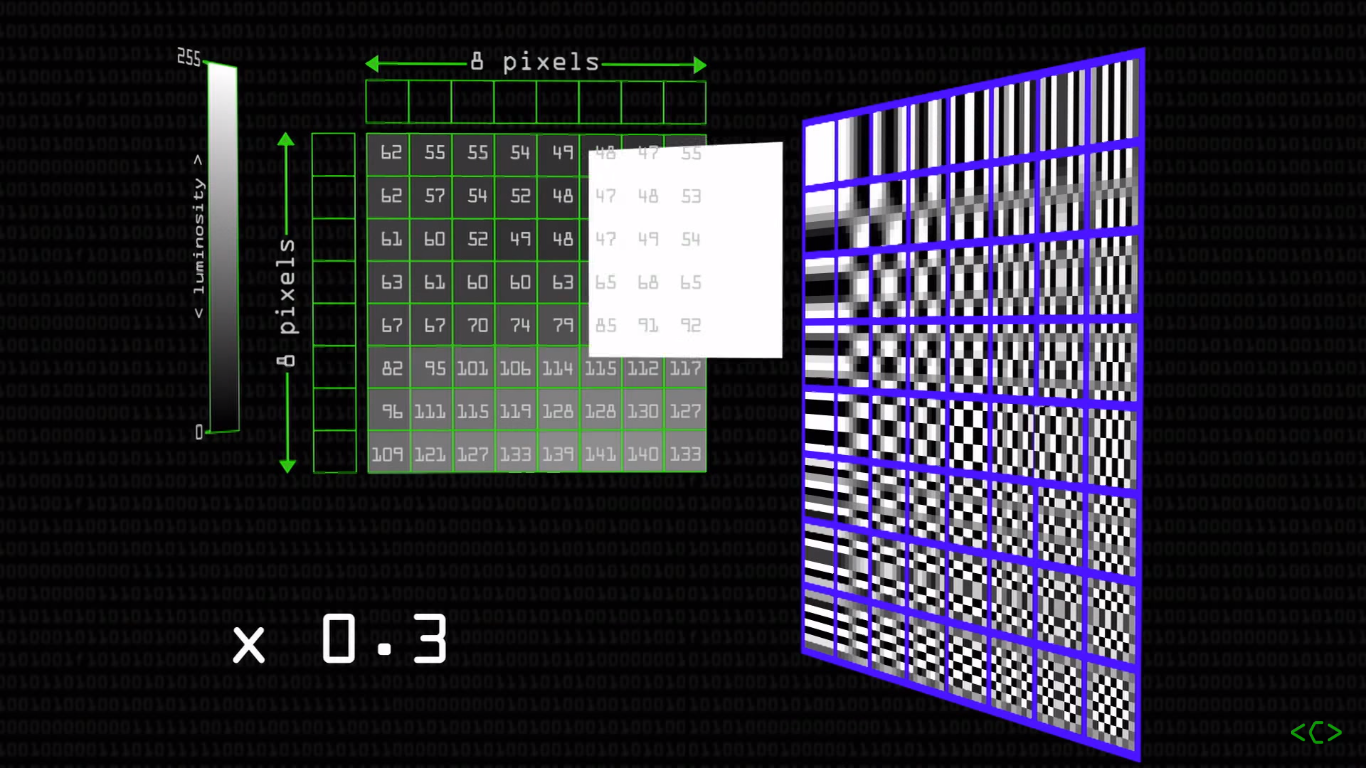 255
8 pixels
62 55 55 54 49 48 47 55
62 57 54 52 48 47 48 53
61 60 52 49 48 47 49 54
63 61 60 60 63 65 68 65
67 67 70 74 79 85 91 92
82 95 101 106 114 115 112 117
96 111 115 119 128 128 130 127
109 121 127 133 139 141 140 133
< luminosity >
8 pixels
0
x 0.3
<C>